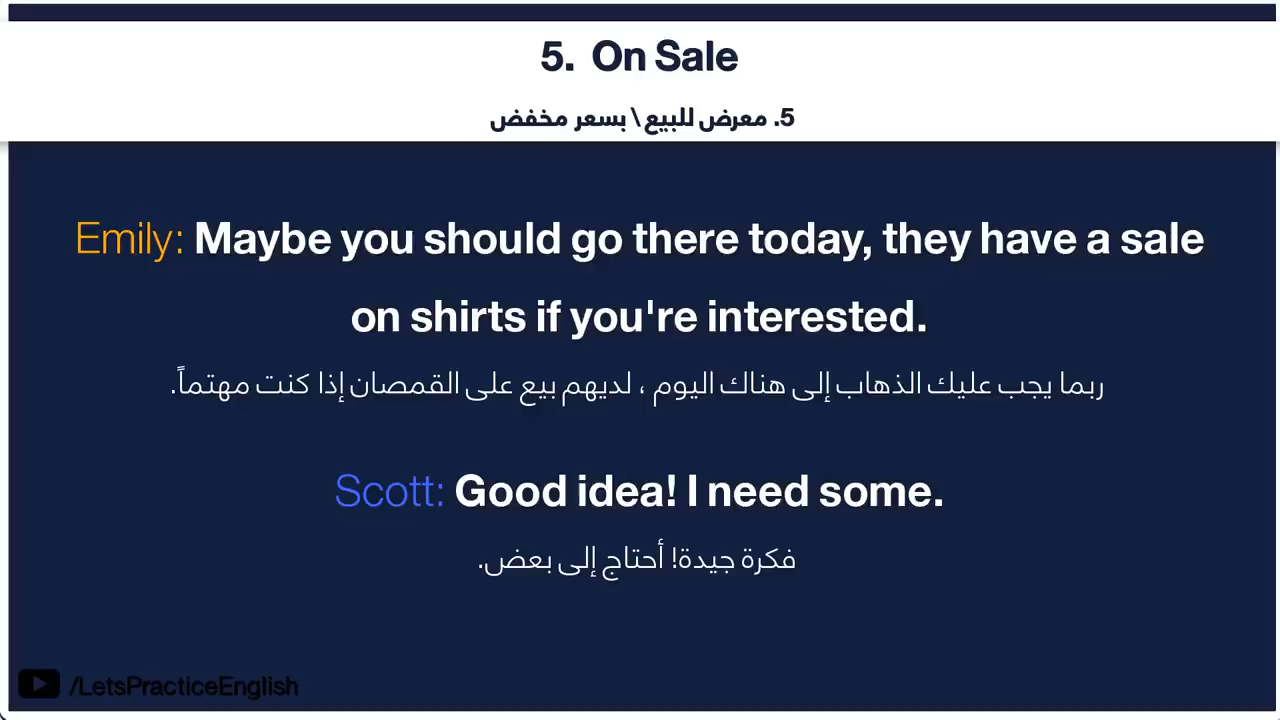 5. On Sale
5. معرض للبيع \ بسعر مخفض
Emily: Maybe you should go there today, they have a sale
on shirts if you're interested.
ربما يجب عليك الذهاب إلى هناك اليوم ، لديهم بيع على القمصان إذا كنت مهتماً.
Scott: Good idea! I need some.
فكرة جيدة! أحتاج إلى بعض.
/LetsPracticeEnglish